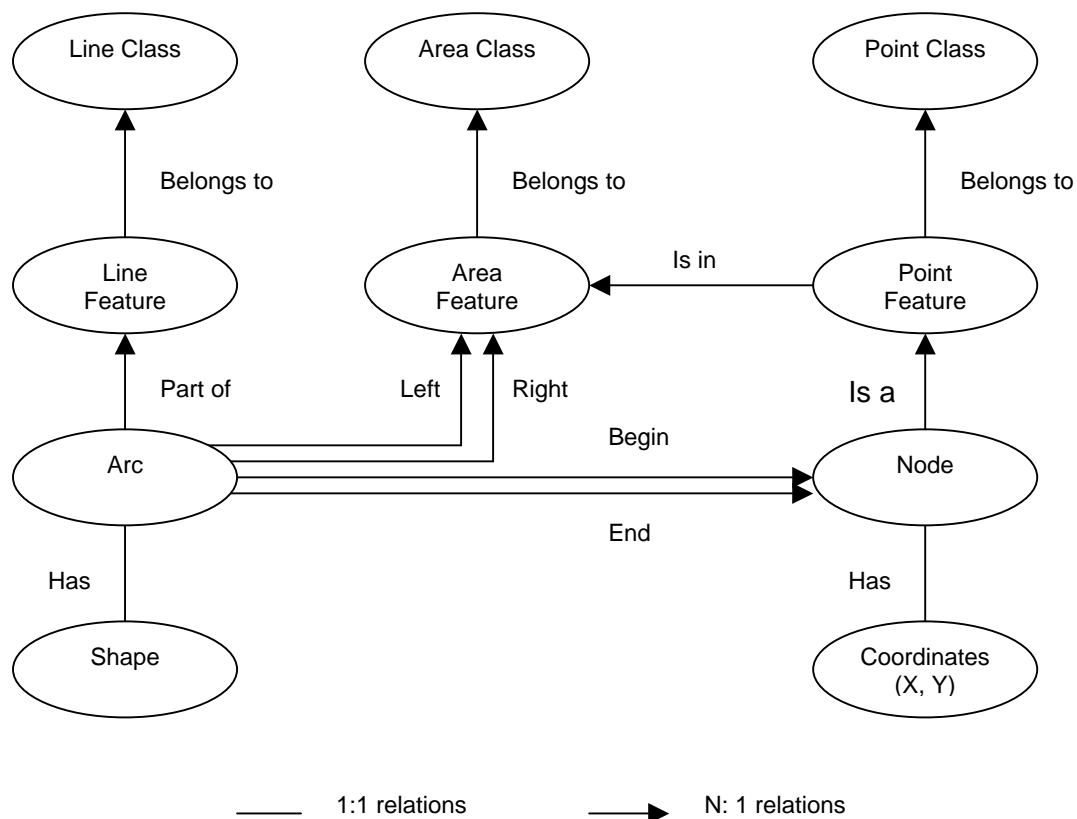 Line Class
Area Class
Point Class
Belongs to
Belongs to
Belongs to
Line
Feature
Area
Feature
Is in
Point
Feature
Part of
Left
Right
Is a
Begin
Arc
Node
End
Has
Has
Shape
Coordinates
(X, Y)
1:1 relations
N: 1 relations